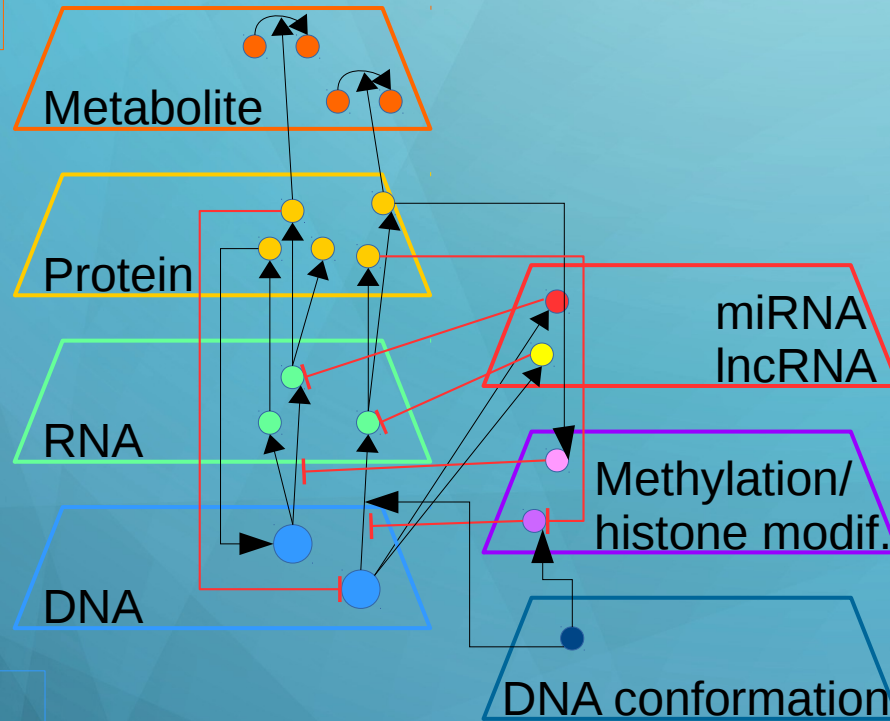 Metabolite
Protein
RNA
DNA
miRNA
lncRNA
Methylation/
histone modif.
DNA conformation